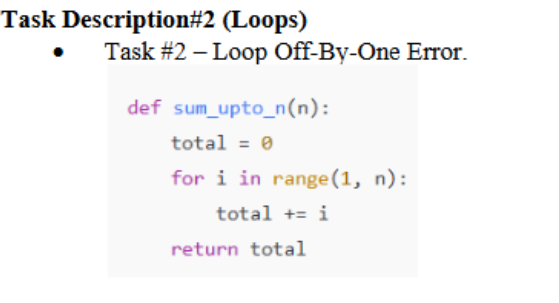 Task Description#2 (Loops)
• Task #2 – Loop Off-By-One Error.
def sum_upto_n(n):
    total = 0
    for i in range(1, n):
        total += i
    return total